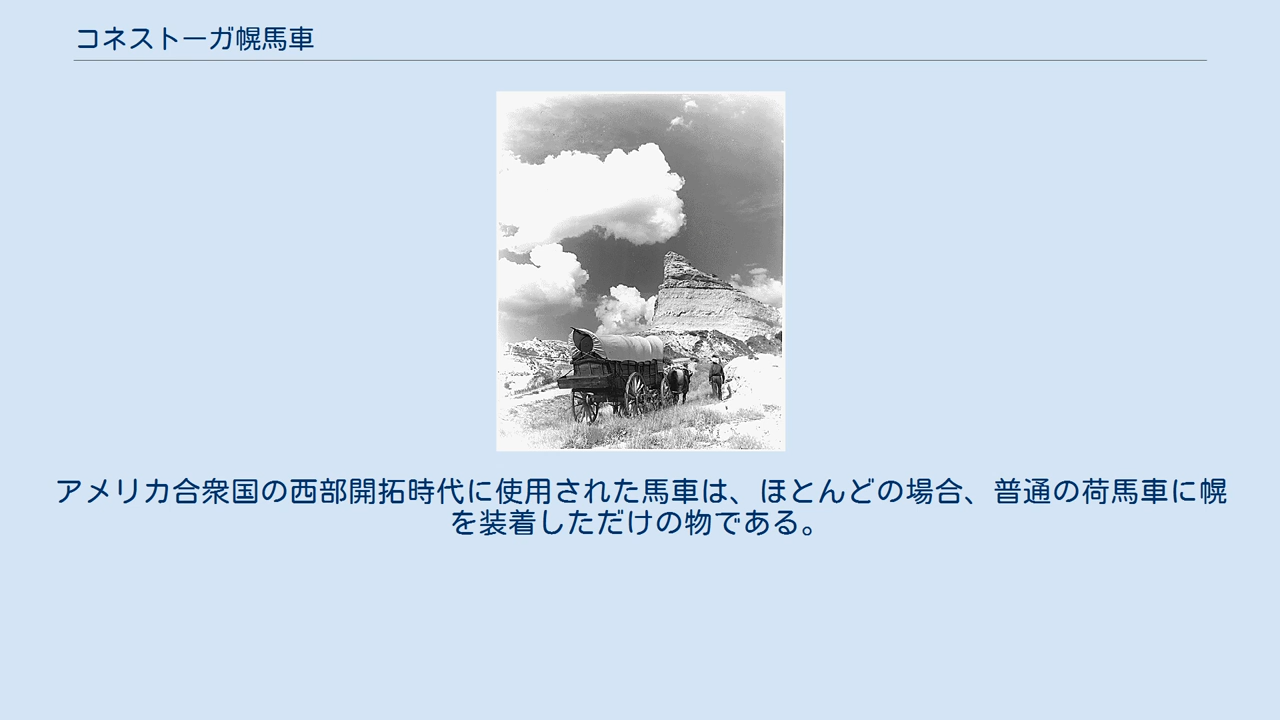 コネストーガ幌馬車
アメリカ合衆国の西部開拓時代に使用された馬車は、ほとんどの場合、普通の荷馬車に幌
を装着しただけの物である。